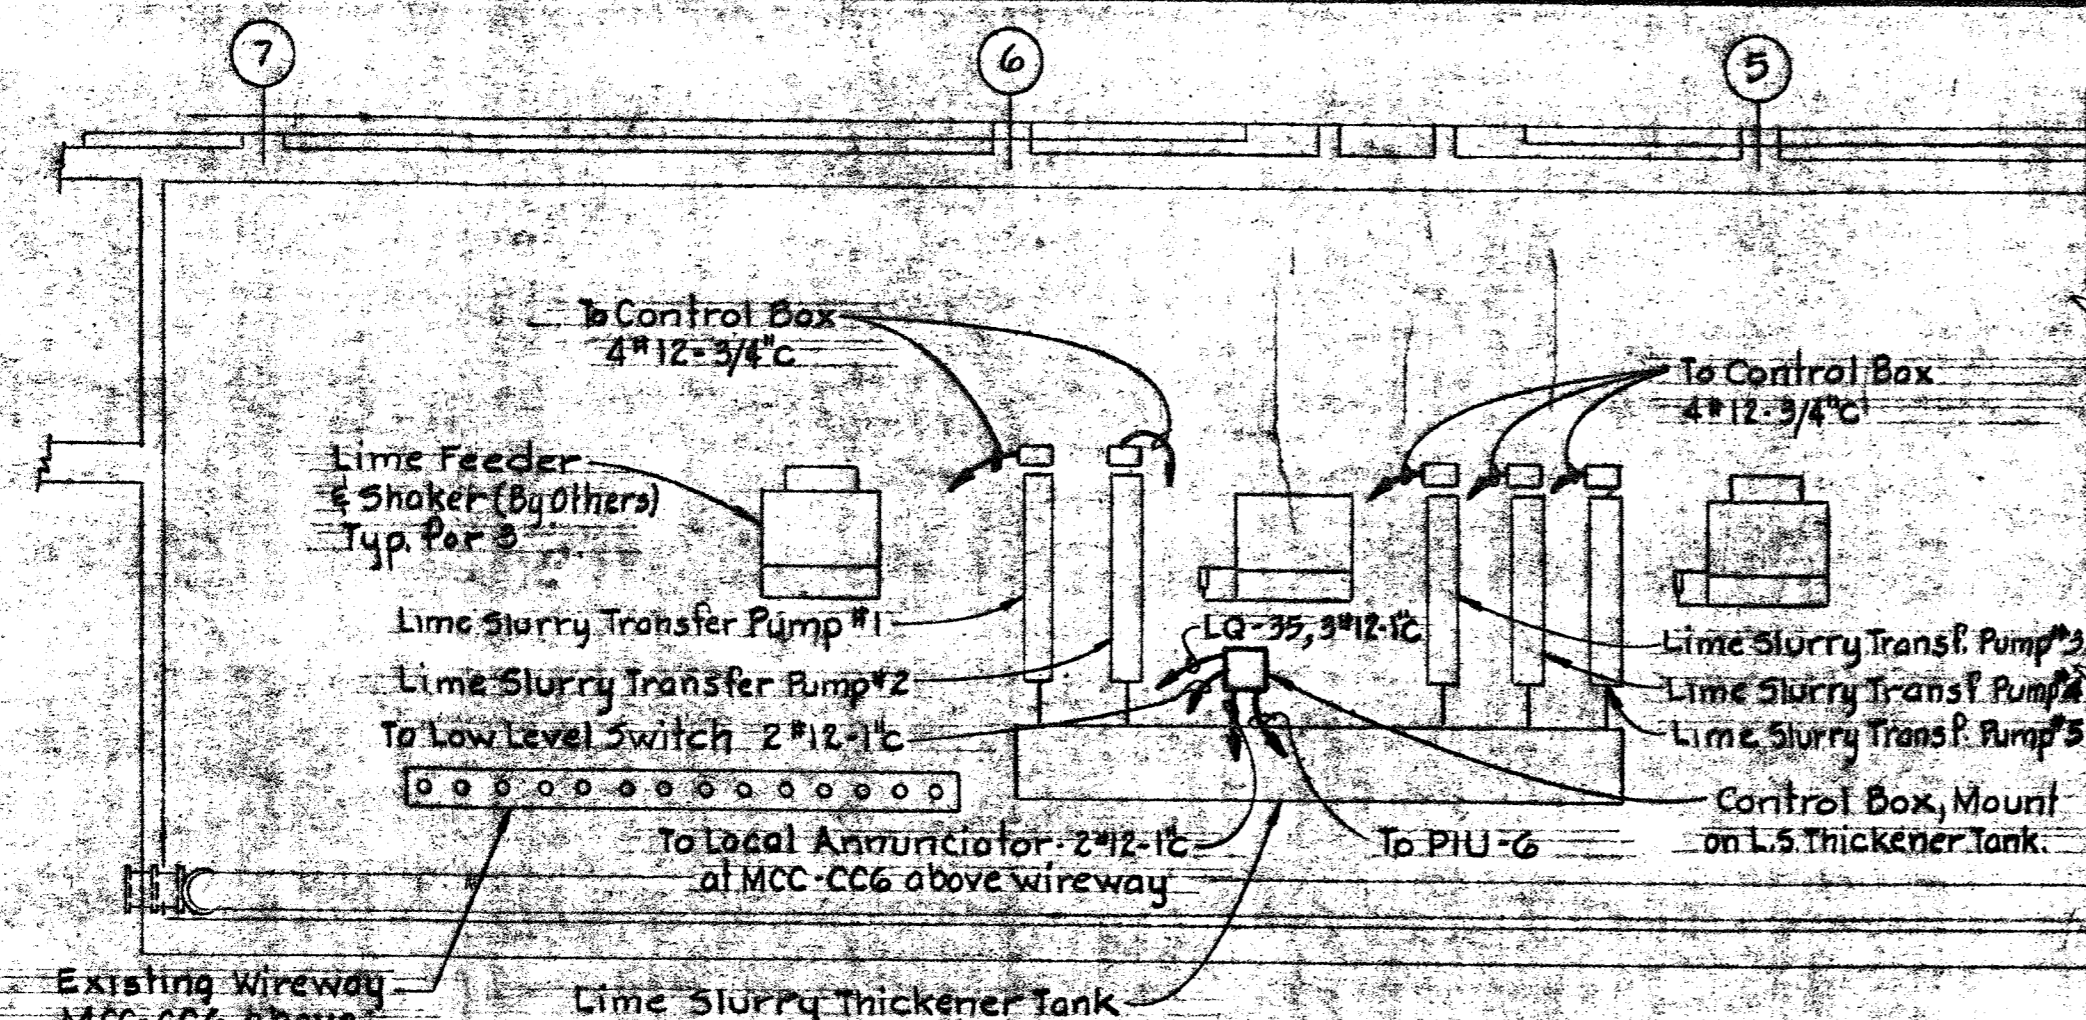 7
6
5
To Control Box
4#12-3/4"C
To Control Box
4#12-3/4"C
Lime Feeder
& Shaker (By Others)
Typ. for 3
Lime Slurry Transfer Pump #1
LQ-35, 3#12-1"C
Lime Slurry Transf. Pump #3
Lime Slurry Transfer Pump #2
Lime Slurry Transf. Pump #4
To Low Level Switch 2#12-1"C
Lime Slurry Transf. Pump #5
Control Box, Mount
on L.S. Thickener Tank.
To Local Annunciator - 2#12-1"C
at MCC-CC6 above wireway
To PIU-6
Existing Wireway
MCC-CC6 Above
Lime Slurry Thickener Tank